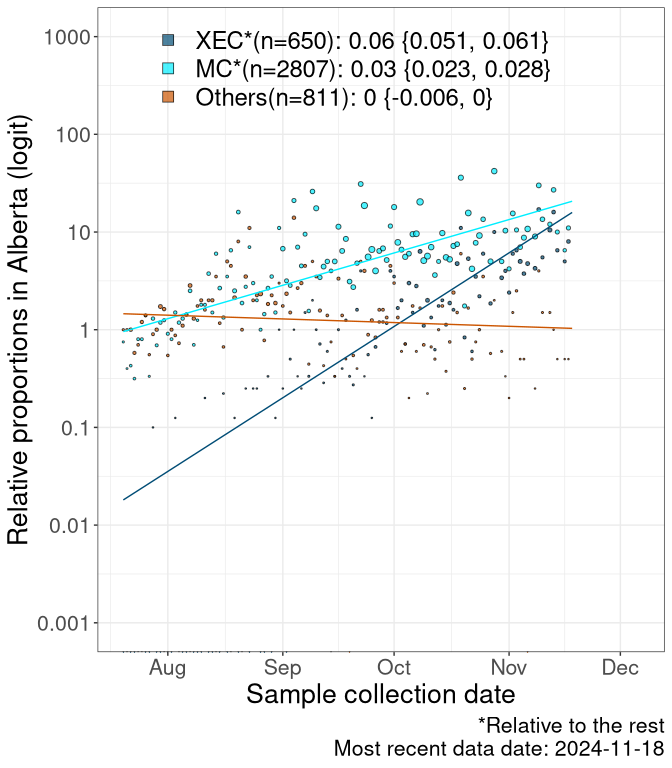 XEC*(n=650): 0.06 {0.051, 0.061}
MC*(n=2807): 0.03 {0.023, 0.028}
Others(n=811): 0 {-0.006, 0}
Relative proportions in Alberta (logit)
1000
100
10
1
0.1
0.01
0.001
Aug Sep Oct Nov Dec
Sample collection date
*Relative to the rest
Most recent data date: 2024-11-18